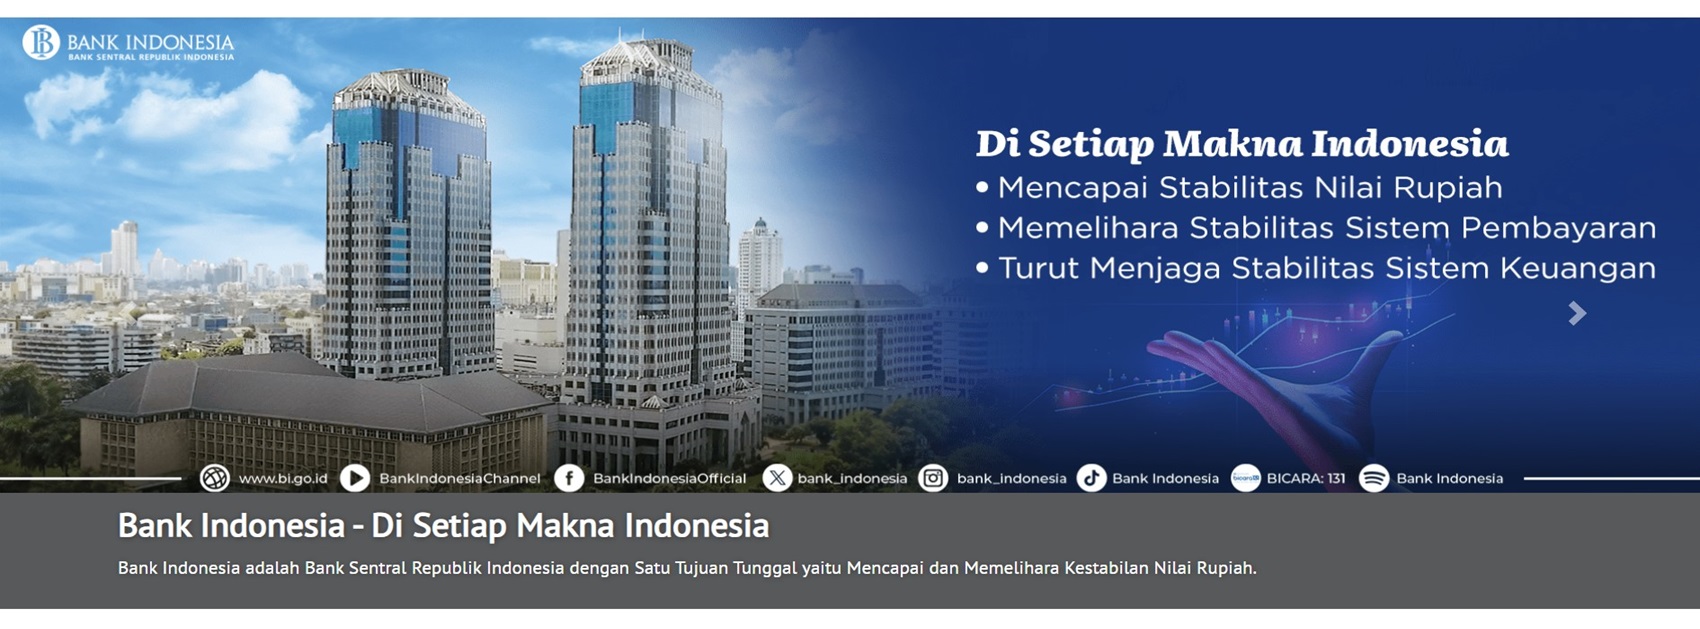 BANK INDONESIA
BANK SENTRAL REPUBLIK INDONESIA
Di Setiap Makna Indonesia
• Mencapai Stabilitas Nilai Rupiah
• Memelihara Stabilitas Sistem Pembayaran
• Turut Menjaga Stabilitas Sistem Keuangan
www.bi.go.id BankIndonesiaChannel BankIndonesiaOfficial bank_indonesia bank_indonesia Bank Indonesia BICARA: 131 Bank Indonesia
Bank Indonesia - Di Setiap Makna Indonesia
Bank Indonesia adalah Bank Sentral Republik Indonesia dengan Satu Tujuan Tunggal yaitu Mencapai dan Memelihara Kestabilan Nilai Rupiah.